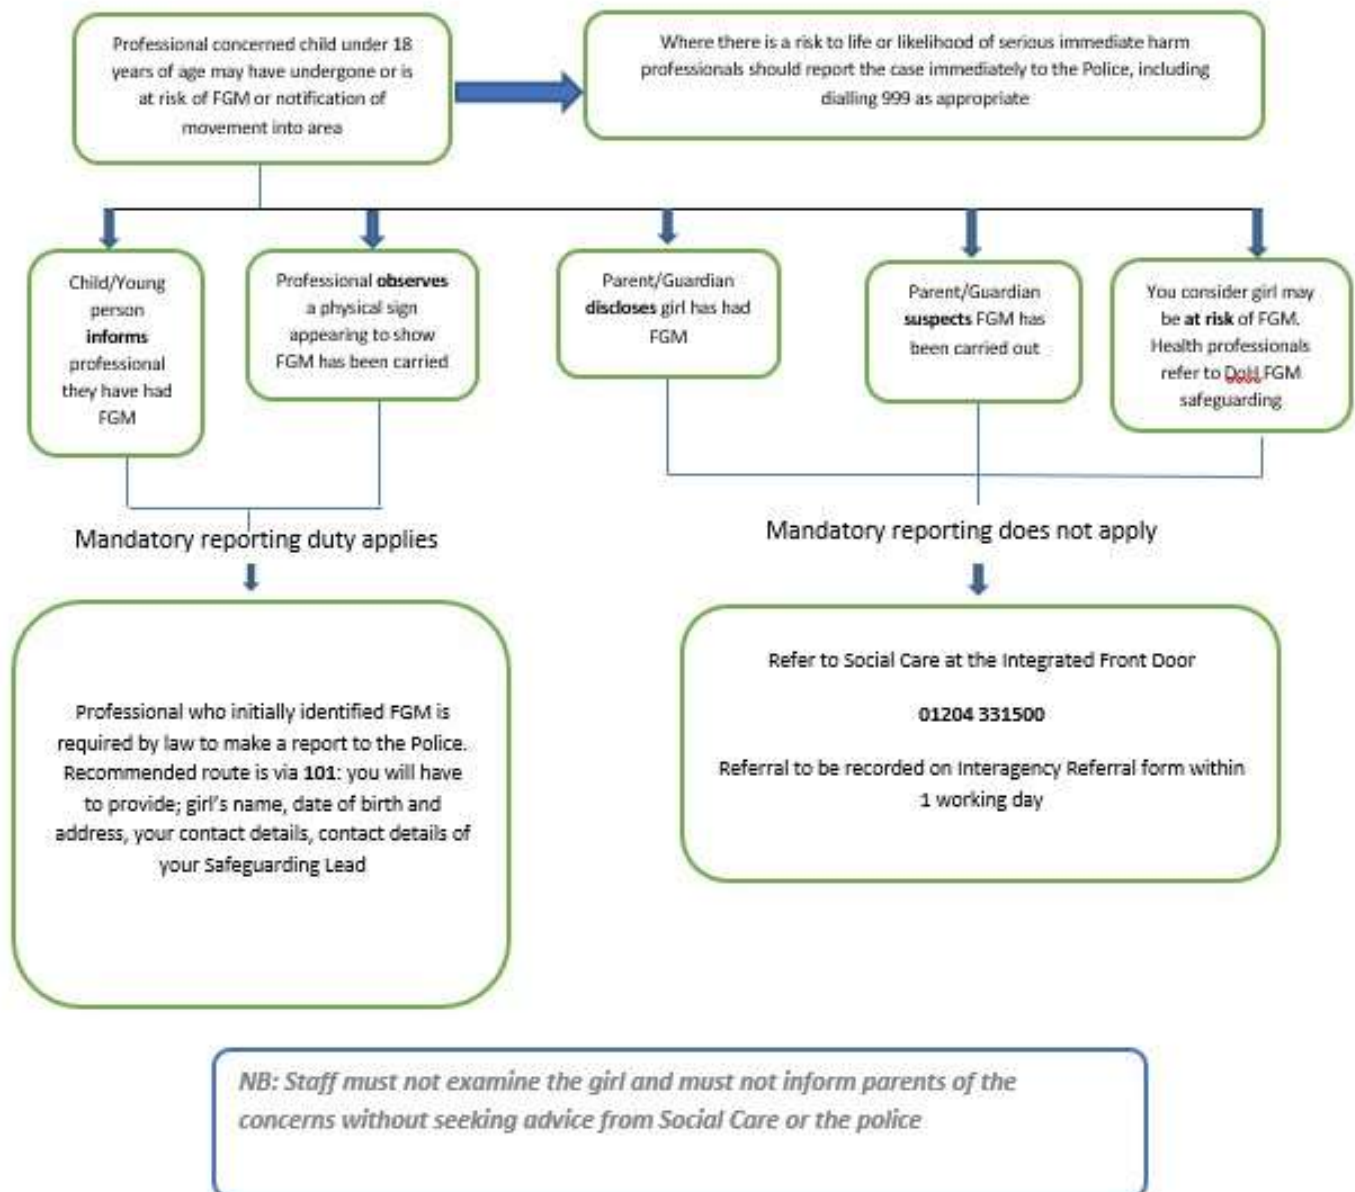 Professional concerned child under 18
years of age may have undergone or is
at risk of FGM or notification of
movement into area
Where there is a risk to life or likelihood of serious immediate harm
professionals should report the case immediately to the Police, including
dialling 999 as appropriate
Child/Young
person
informs
professional
they have had
FGM
Professional observes
a physical sign
appearing to show
FGM has been carried
Parent/Guardian
discloses girl has had
FGM
Parent/Guardian
suspects FGM has
been carried out
You consider girl may
be at risk of FGM.
Health professionals
refer to DoH FGM
safeguarding
Mandatory reporting duty applies
Mandatory reporting does not apply
Professional who initially identified FGM is
required by law to make a report to the Police.
Recommended route is via 101: you will have
to provide; girl's name, date of birth and
address, your contact details, contact details of
your Safeguarding Lead
Refer to Social Care at the Integrated Front Door
01204 331500
Referral to be recorded on Interagency Referral form within
1 working day
NB: Staff must not examine the girl and must not inform parents of the
concerns without seeking advice from Social Care or the police